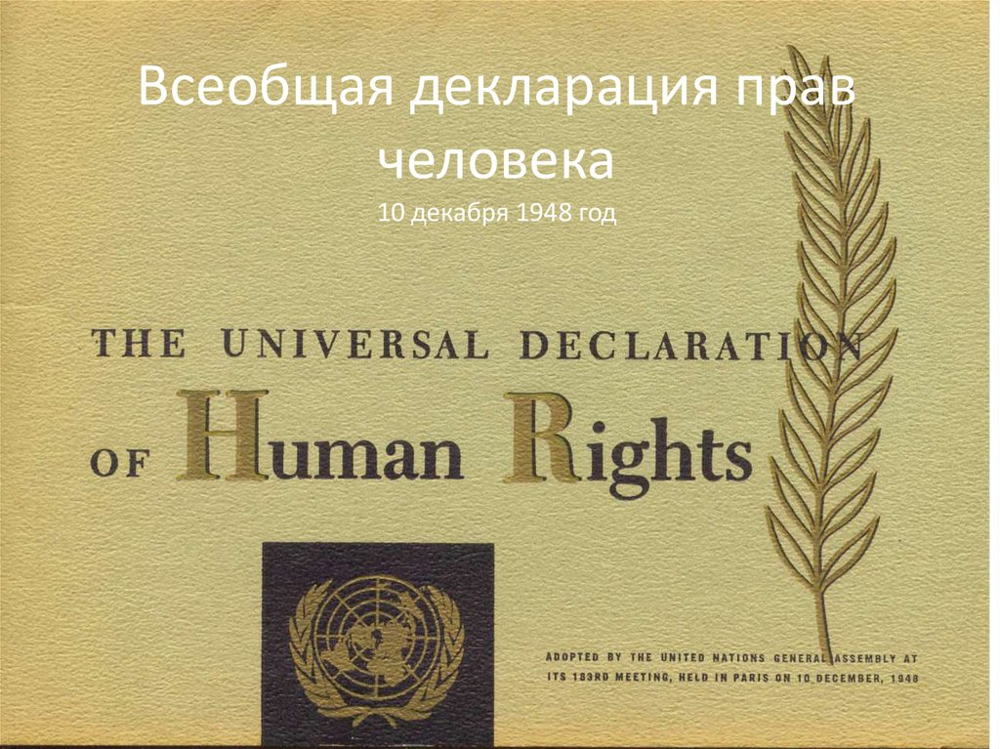 Всеобщая декларация прав
человека
10 декабря 1948 год
THE UNIVERSAL DECLARATION
OF Human Rights
ADOPTED BY THE UNITED NATIONS GENERAL ASSEMBLY AT
ITS 183RD MEETING, HELD IN PARIS ON 10 DECEMBER, 1948